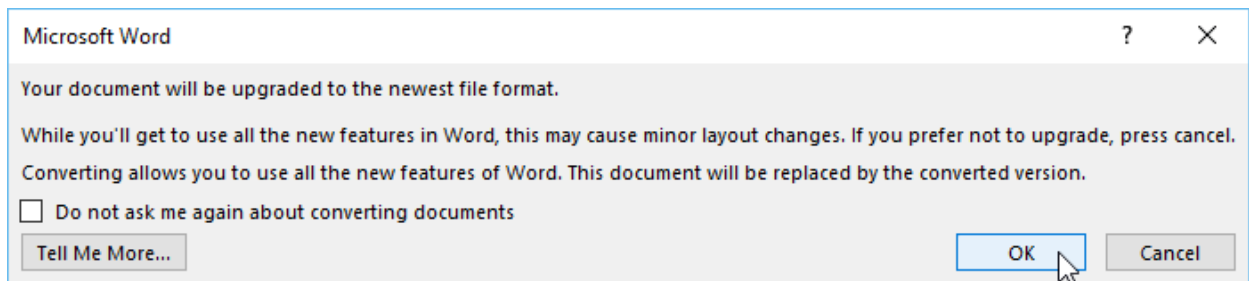 Microsoft Word
?
Your document will be upgraded to the newest file format.
While you'll get to use all the new features in Word, this may cause minor layout changes. If you prefer not to upgrade, press cancel.
Converting allows you to use all the new features of Word. This document will be replaced by the converted version.
Do not ask me again about converting documents
Tell Me More...
OK
Cancel